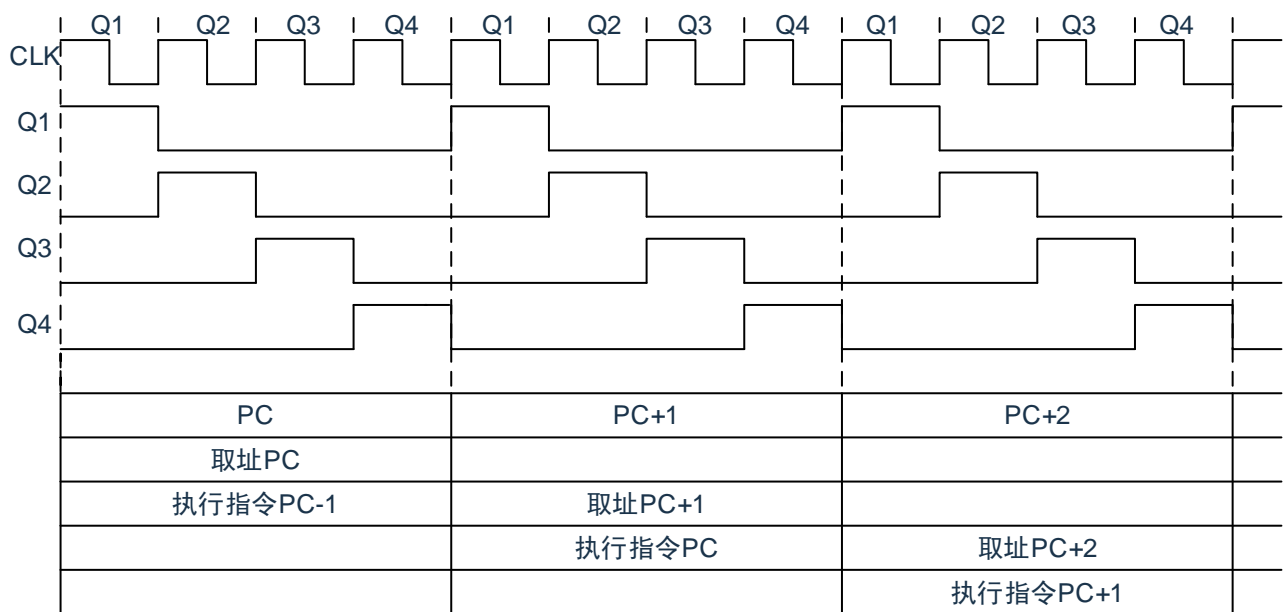 Q1 Q2 Q3 Q4 Q1 Q2 Q3 Q4 Q1 Q2 Q3 Q4
CLK
Q1
Q2
Q3
Q4
PC PC+1 PC+2
取址PC
执行指令PC-1 取址PC+1
执行指令PC 取址PC+2
执行指令PC+1